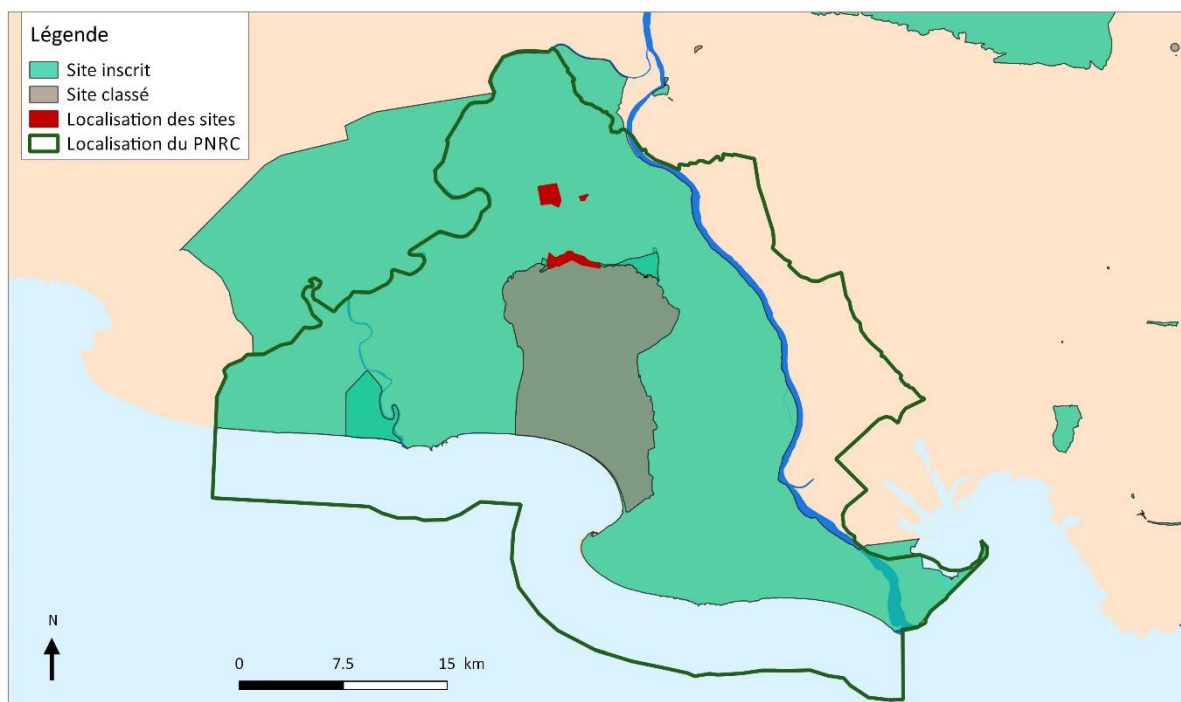 Légende
Site inscrit
Site classé
Localisation des sites
Localisation du PNRC
N
0 7.5 15 km